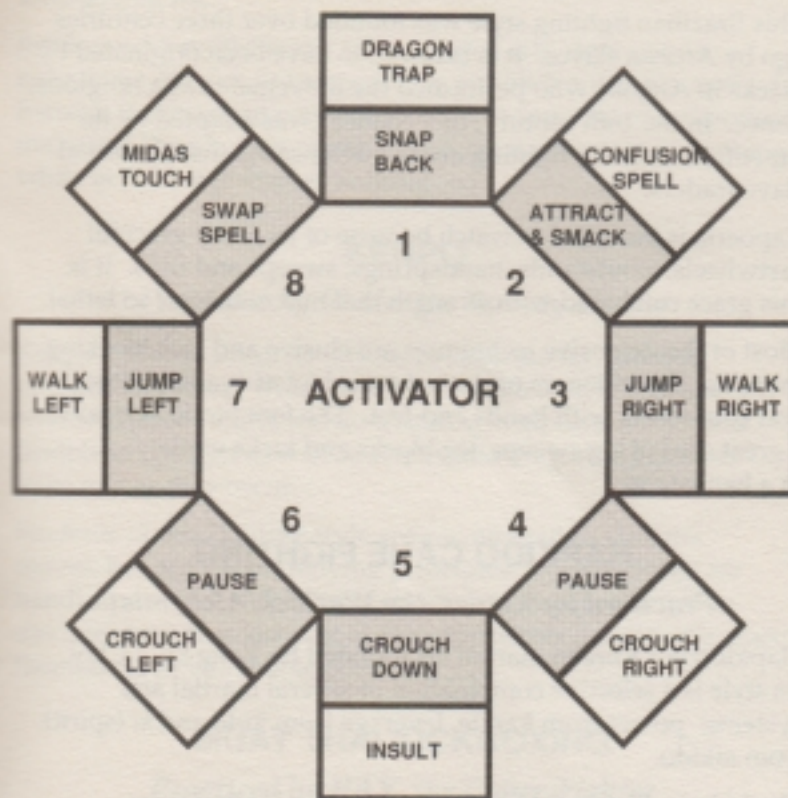 DRAGON
TRAP
SNAP
BACK
1
CONFUSION
SPELL
ATTRACT
& SMACK
2
JUMP
RIGHT
WALK
RIGHT
3
PAUSE
CROUCH
RIGHT
4
CROUCH
DOWN
INSULT
5
PAUSE
CROUCH
LEFT
6
WALK
LEFT
JUMP
LEFT
7
MIDAS
TOUCH
SWAP
SPELL
8
ACTIVATOR